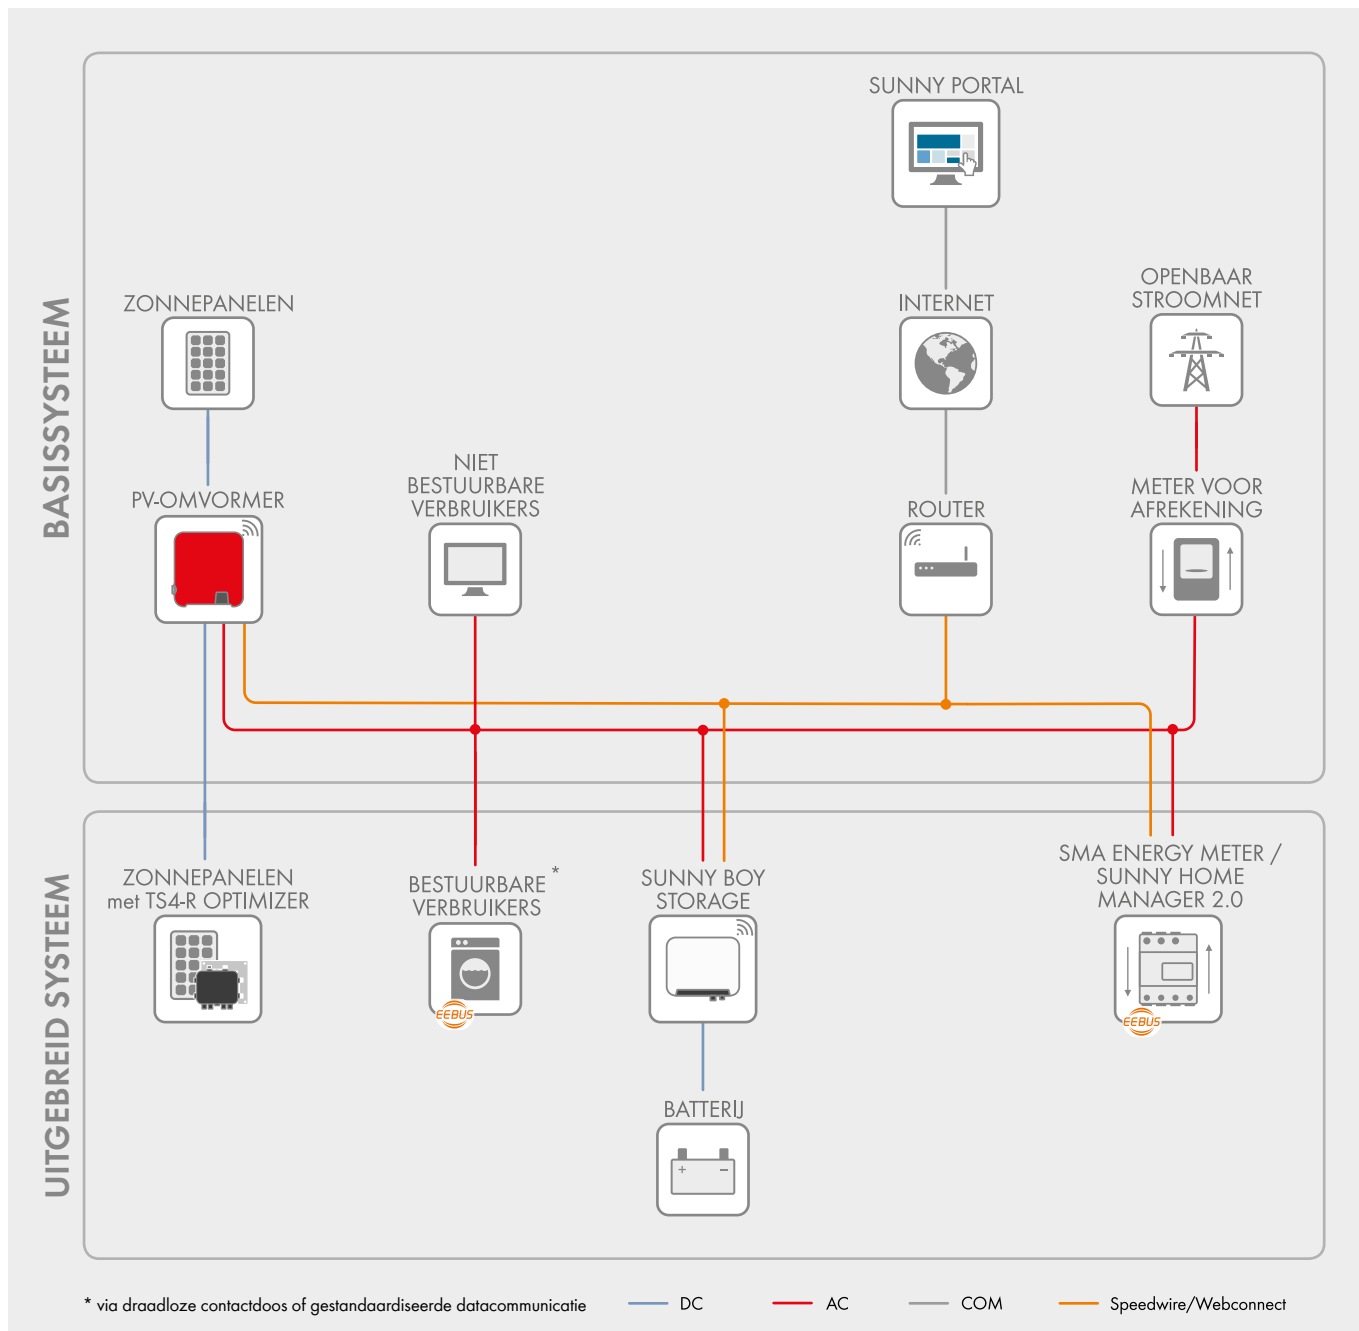 BASISSYSTEEM
SUNNY PORTAL
ZONNEPANELEN
INTERNET
OPENBAAR
STROOMNET
PV-OMVORMER
NIET
BESTUURBARE
VERBRUIKERS
ROUTER
METER VOOR
AFREKENING
UITGEBREID SYSTEEM
ZONNEPANELEN
met TS4-R OPTIMIZER
BESTUURBARE *
VERBRUIKERS
EEBUS
SUNNY BOY
STORAGE
SMA ENERGY METER /
SUNNY HOME
MANAGER 2.0
EEBUS
BATTERIJ
+ −
* via draadloze contactdoos of gestandaardiseerde datacommunicatie
DC
AC
COM
Speedwire/Webconnect